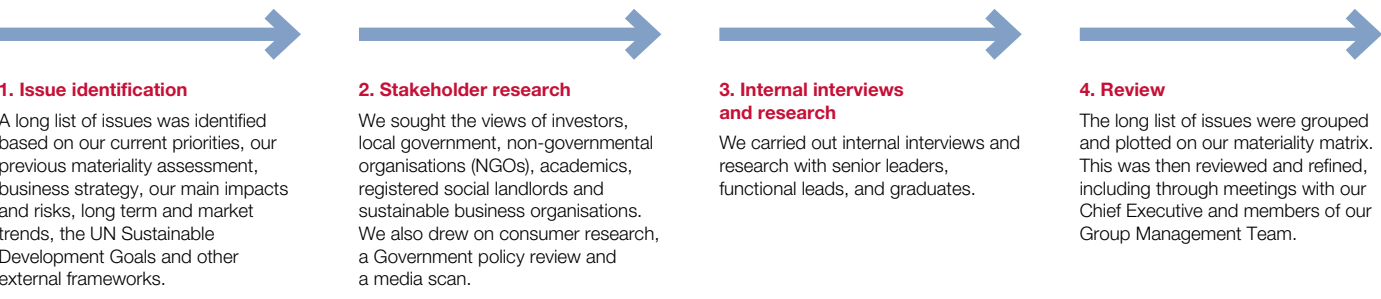 1. Issue identification
A long list of issues was identified
based on our current priorities, our
previous materiality assessment,
business strategy, our main impacts
and risks, long term and market
trends, the UN Sustainable
Development Goals and other
external frameworks.
2. Stakeholder research
We sought the views of investors,
local government, non-governmental
organisations (NGOs), academics,
registered social landlords and
sustainable business organisations.
We also drew on consumer research,
a Government policy review and
a media scan.
3. Internal interviews
and research
We carried out internal interviews and
research with senior leaders,
functional leads, and graduates.
4. Review
The long list of issues were grouped
and plotted on our materiality matrix.
This was then reviewed and refined,
including through meetings with our
Chief Executive and members of our
Group Management Team.